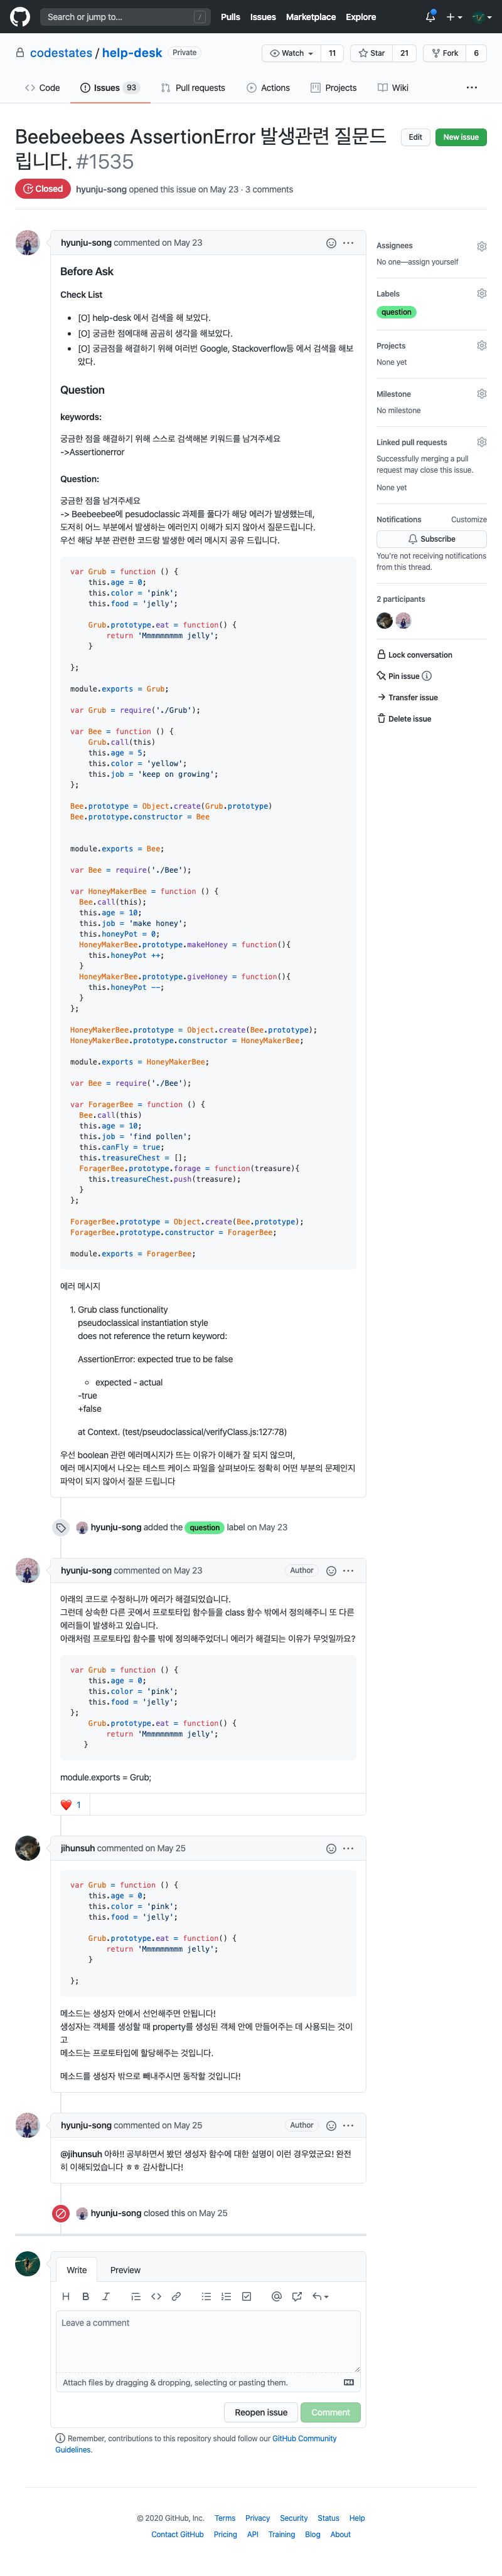 Search or jump to...
/
Pulls Issues Marketplace Explore
codestates / help-desk Private
Watch 11 Star 21 Fork 6
Code Issues 93 Pull requests Actions Projects Wiki
Beebeebees AssertionError 발생관련 질문드
립니다. #1535
Edit New issue
Closed hyunju-song opened this issue on May 23 · 3 comments
hyunju-song commented on May 23
Before Ask
Check List
[O] help-desk 에서 검색을 해 보았다.
[O] 궁금한 점에대해 곰곰히 생각을 해보았다.
[O] 궁금점을 해결하기 위해 여러번 Google, Stackoverflow등 에서 검색을 해보
았다.
Question
keywords:
궁금한 점을 해결하기 위해 스스로 검색해본 키워드를 남겨주세요
->Assertionerror
Question:
궁금한 점을 남겨주세요
-> Beebeebee에 pesudoclassic 과제를 풀다가 해당 에러가 발생했는데,
도저히 어느 부분에서 발생하는 에러인지 이해가 되지 않아서 질문드립니다.
우선 해당 부분 관련한 코드랑 발생한 에러 메시지 공유 드립니다.
var Grub = function () {
this.age = 0;
this.color = 'pink';
this.food = 'jelly';
Grub.prototype.eat = function() {
return 'Mmmmmmmmm jelly';
}
};
module.exports = Grub;
var Grub = require('./Grub');
var Bee = function () {
Grub.call(this)
this.age = 5;
this.color = 'yellow';
this.job = 'keep on growing';
};
Bee.prototype = Object.create(Grub.prototype)
Bee.prototype.constructor = Bee
module.exports = Bee;
var Bee = require('./Bee');
var HoneyMakerBee = function () {
Bee.call(this);
this.age = 10;
this.job = 'make honey';
this.honeyPot = 0;
HoneyMakerBee.prototype.makeHoney = function(){
this.honeyPot ++;
}
HoneyMakerBee.prototype.giveHoney = function(){
this.honeyPot --;
}
};
HoneyMakerBee.prototype = Object.create(Bee.prototype);
HoneyMakerBee.prototype.constructor = HoneyMakerBee;
module.exports = HoneyMakerBee;
var Bee = require('./Bee');
var ForagerBee = function () {
Bee.call(this)
this.age = 10;
this.job = 'find pollen';
this.canFly = true;
this.treasureChest = [];
ForagerBee.prototype.forage = function(treasure){
this.treasureChest.push(treasure);
}
};
ForagerBee.prototype = Object.create(Bee.prototype);
ForagerBee.prototype.constructor = ForagerBee;
module.exports = ForagerBee;
에러 메시지
1. Grub class functionality
pseudoclassical instantiation style
does not reference the return keyword:
AssertionError: expected true to be false
expected - actual
-true
+false
at Context. (test/pseudoclassical/verifyClass.js:127:78)
우선 boolean 관련 에러메시지가 뜨는 이유가 이해가 잘 되지 않으며,
에러 메시지에서 나오는 테스트 케이스 파일을 살펴보아도 정확히 어떤 부분의 문제인지
파악이 되지 않아서 질문 드립니다
Assignees
No one—assign yourself
Labels
question
Projects
None yet
Milestone
No milestone
Linked pull requests
Successfully merging a pull
request may close this issue.
None yet
Notifications Customize
Subscribe
You're not receiving notifications
from this thread.
2 participants
Lock conversation
Pin issue
Transfer issue
Delete issue
hyunju-song added the question label on May 23
hyunju-song commented on May 23 Author
아래의 코드로 수정하니까 에러가 해결되었습니다.
그런데 상속한 다른 곳에서 프로토타입 함수들을 class 함수 밖에서 정의해주니 또 다른
에러들이 발생하고 있습니다.
아래처럼 프로토타입 함수를 밖에 정의해주었더니 에러가 해결되는 이유가 무엇일까요?
var Grub = function () {
this.age = 0;
this.color = 'pink';
this.food = 'jelly';
};
Grub.prototype.eat = function() {
return 'Mmmmmmmmm jelly';
}
module.exports = Grub;
1
jihunsuh commented on May 25
var Grub = function () {
this.age = 0;
this.color = 'pink';
this.food = 'jelly';
Grub.prototype.eat = function() {
return 'Mmmmmmmmm jelly';
}
};
메소드는 생성자 안에서 선언해주면 안됩니다!
생성자는 객체를 생성할 때 property를 생성된 객체 안에 만들어주는 데 사용되는 것이
고
메소드는 프로토타입에 할당해주는 것입니다.
메소드를 생성자 밖으로 빼내주시면 동작할 것입니다!
hyunju-song commented on May 25 Author
@jihunsuh 아하!! 공부하면서 봤던 생성자 함수에 대한 설명이 이런 경우였군요! 완전
히 이해되었습니다 ㅎㅎ 감사합니다!
hyunju-song closed this on May 25
Write Preview
Leave a comment
Attach files by dragging & dropping, selecting or pasting them.
Reopen issue Comment
Remember, contributions to this repository should follow our GitHub Community
Guidelines.
© 2020 GitHub, Inc. Terms Privacy Security Status Help
Contact GitHub Pricing API Training Blog About